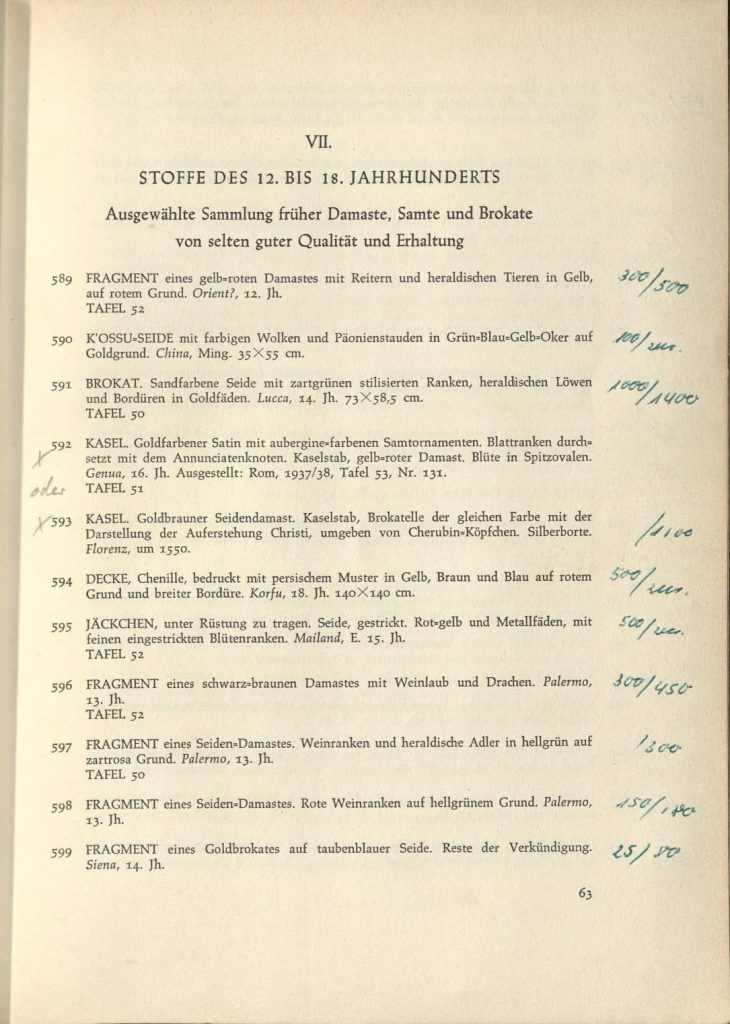 VII.
STOFFE DES 12. BIS 18. JAHRHUNDERTS
Ausgewählte Sammlung früher Damaste, Samte und Brokate
von selten guter Qualität und Erhaltung
589 FRAGMENT eines gelb=roten Damastes mit Reitern und heraldischen Tieren in Gelb, 300/500
auf rotem Grund. Orient?, 12. Jh.
TAFEL 52
590 K'OSSU=SEIDE mit farbigen Wolken und Päonienstauden in Grün=Blau=Gelb=Oker auf 100/
Goldgrund. China, Ming. 35×55 cm.
591 BROKAT. Sandfarbene Seide mit zartgrünen stilisierten Ranken, heraldischen Löwen 1000/1400
und Bordüren in Goldfäden. Lucca, 14. Jh. 73×58,5 cm.
TAFEL 50
x 592 KASEL. Goldfarbener Satin mit aubergine=farbenen Samtornamenten. Blattranken durch=
setzt mit dem Annunciatenknoten. Kaselstab, gelb=roter Damast. Blüte in Spitzovalen.
Genua, 16. Jh. Ausgestellt: Rom, 1937/38, Tafel 53, Nr. 131.
oder TAFEL 51
x 593 KASEL. Goldbrauner Seidendamast. Kaselstab, Brokatelle der gleichen Farbe mit der
Darstellung der Auferstehung Christi, umgeben von Cherubin=Köpfchen. Silberborte. /1100
Florenz, um 1550.
594 DECKE, Chenille, bedruckt mit persischem Muster in Gelb, Braun und Blau auf rotem 500/
Grund und breiter Bordüre. Korfu, 18. Jh. 140×140 cm.
595 JÄCKCHEN, unter Rüstung zu tragen. Seide, gestrickt. Rot=gelb und Metallfäden, mit 500/
feinen eingestrickten Blütenranken. Mailand, E. 15. Jh.
TAFEL 52
596 FRAGMENT eines schwarz=braunen Damastes mit Weinlaub und Drachen. Palermo, 300/450
13. Jh.
TAFEL 52
597 FRAGMENT eines Seiden=Damastes. Weinranken und heraldische Adler in hellgrün auf /300
zartrosa Grund. Palermo, 13. Jh.
TAFEL 50
598 FRAGMENT eines Seiden=Damastes. Rote Weinranken auf hellgrünem Grund. Palermo, 150/180
13. Jh.
599 FRAGMENT eines Goldbrokates auf taubenblauer Seide. Reste der Verkündigung. 25/80
Siena, 14. Jh.
63